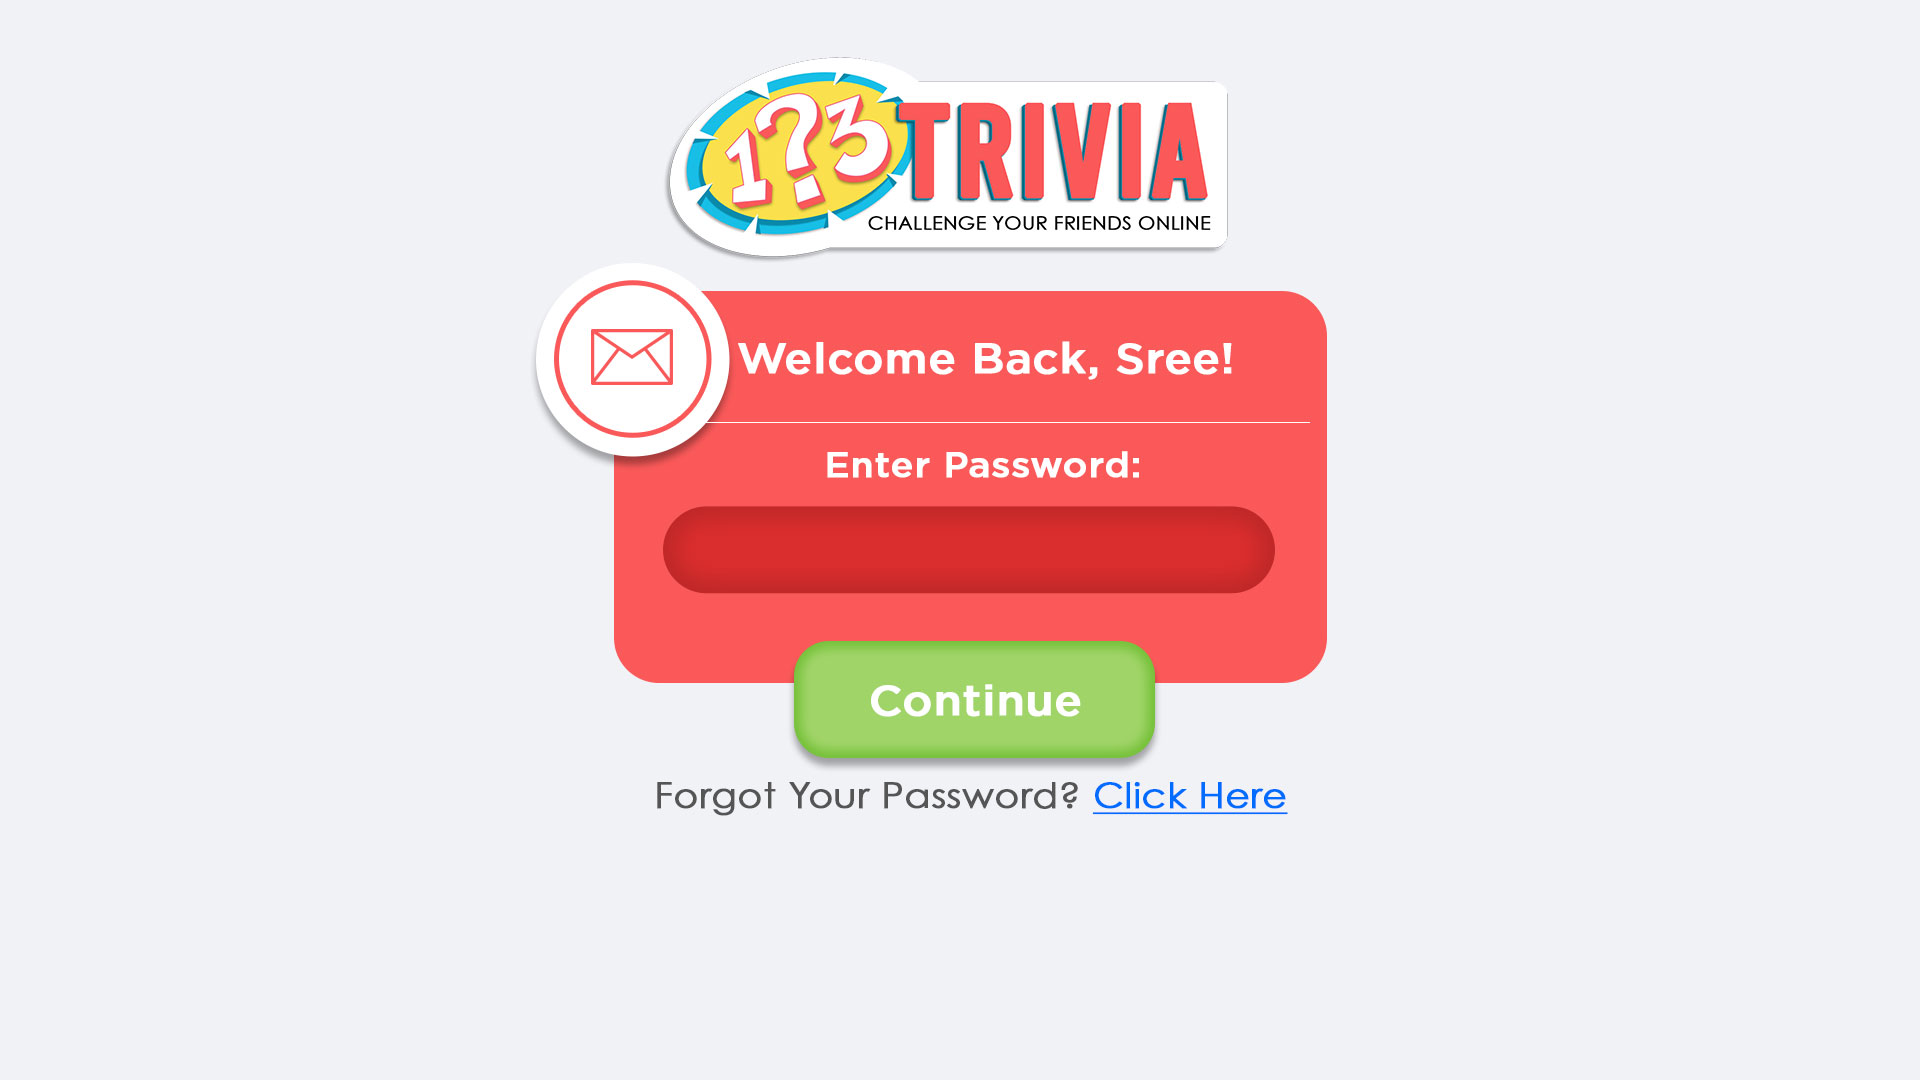 1?3 TRIVIA
CHALLENGE YOUR FRIENDS ONLINE
Welcome Back, Sree!
Enter Password:
Continue
Forgot Your Password? Click Here